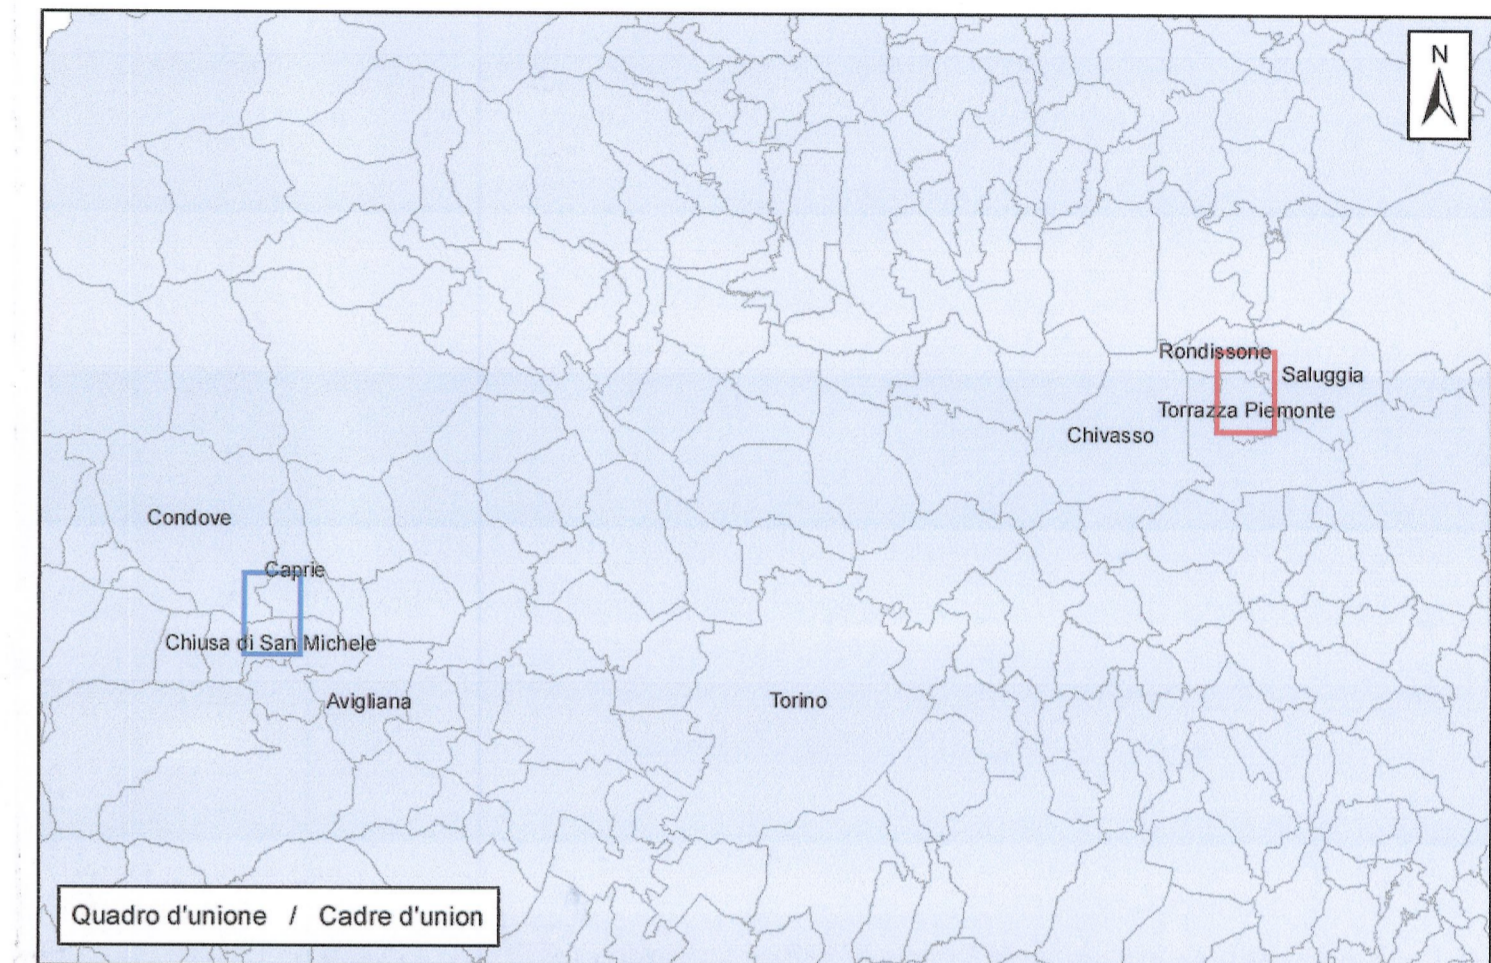 N
Rondissone
Saluggia
Torrazza Piemonte
Chivasso
Condove
Caprie
Chiusa di San Michele
Avigliana
Torino
Quadro d'unione / Cadre d'union